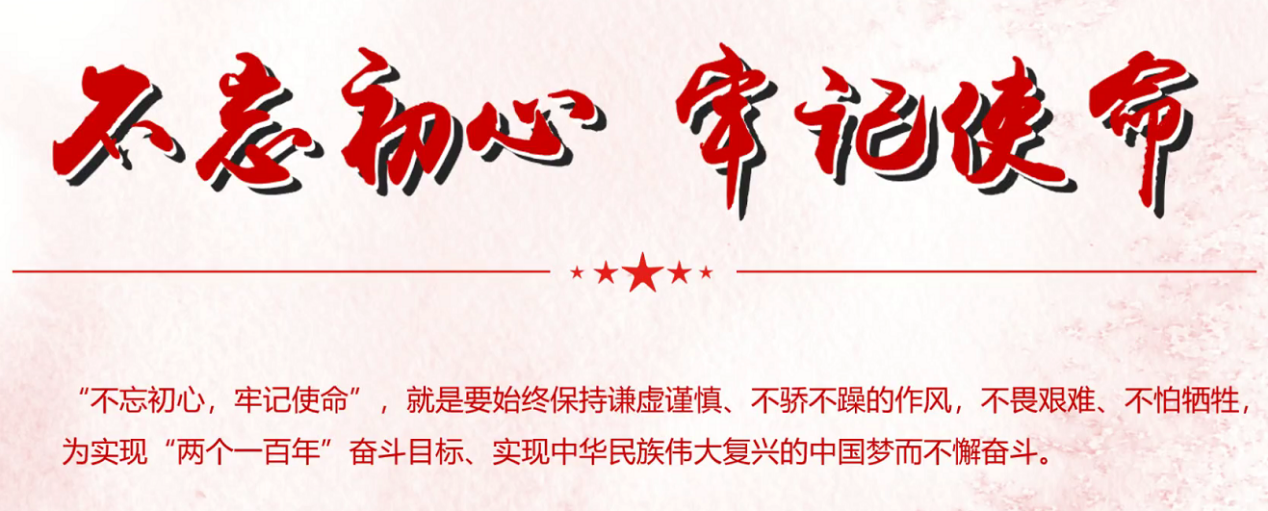 不忘初心 牢记使命
“不忘初心，牢记使命”，就是要始终保持谦虚谨慎、不骄不躁的作风，不畏艰难、不怕牺牲，
为实现“两个一百年”奋斗目标、实现中华民族伟大复兴的中国梦而不懈奋斗。